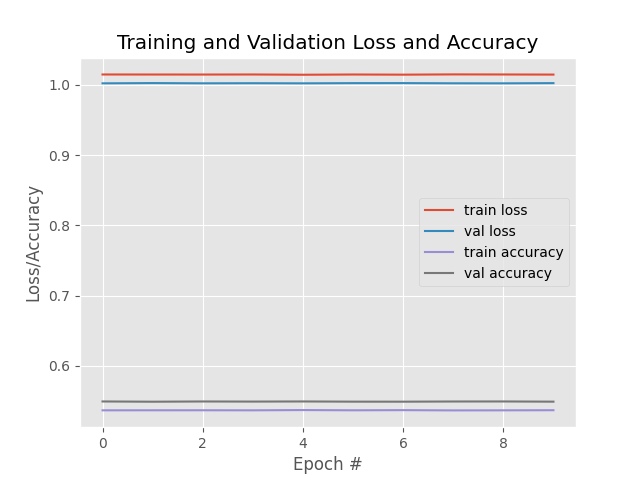 Training and Validation Loss and Accuracy
1.0
0.9
0.8
0.7
0.6
Loss/Accuracy
train loss
val loss
train accuracy
val accuracy
0 2 4 6 8
Epoch #